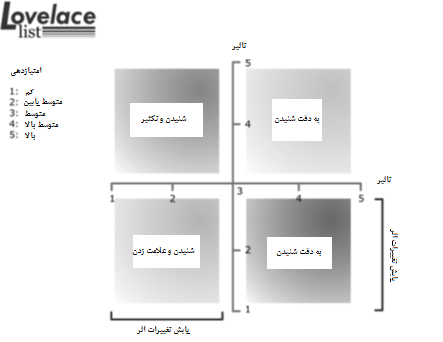 Lovelace
list
امتیازدهی
1: کم
2: متوسط پایین
3: متوسط
4: متوسط بالا
5: بالا
تاثیر
5
شنیدن و تکثیر
4
به دقت شنیدن
تاثیر
1 2 3 4 5
شنیدن و علامت زدن
2
به دقت شنیدن
1
یابش تغییرات اثر
یابش تغییرات اثر